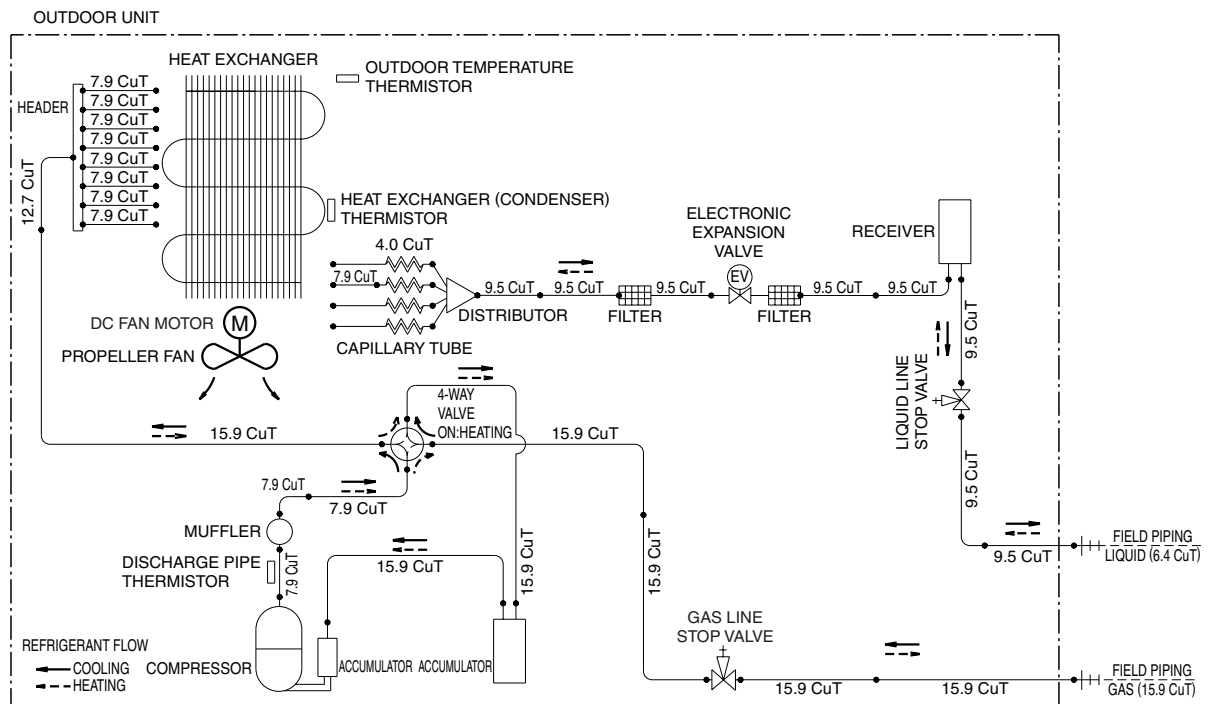 OUTDOOR UNIT
HEAT EXCHANGER
OUTDOOR TEMPERATURE
THERMISTOR
HEADER
7.9 CuT
7.9 CuT
7.9 CuT
7.9 CuT
7.9 CuT
7.9 CuT
7.9 CuT
7.9 CuT
12.7 CuT
HEAT EXCHANGER (CONDENSER)
THERMISTOR
4.0 CuT
7.9 CuT
CAPILLARY TUBE
DISTRIBUTOR
9.5 CuT
9.5 CuT
FILTER
9.5 CuT
ELECTRONIC
EXPANSION
VALVE
EV
FILTER
9.5 CuT
9.5 CuT
RECEIVER
9.5 CuT
LIQUID LINE
STOP VALVE
9.5 CuT
9.5 CuT
FIELD PIPING
LIQUID (6.4 CuT)
DC FAN MOTOR
M
PROPELLER FAN
4-WAY
VALVE
ON:HEATING
15.9 CuT
15.9 CuT
7.9 CuT
7.9 CuT
MUFFLER
DISCHARGE PIPE
THERMISTOR
7.9 CuT
15.9 CuT
15.9 CuT
15.9 CuT
GAS LINE
STOP VALVE
15.9 CuT
15.9 CuT
FIELD PIPING
GAS (15.9 CuT)
REFRIGERANT FLOW
COOLING
HEATING
COMPRESSOR
ACCUMULATOR
ACCUMULATOR